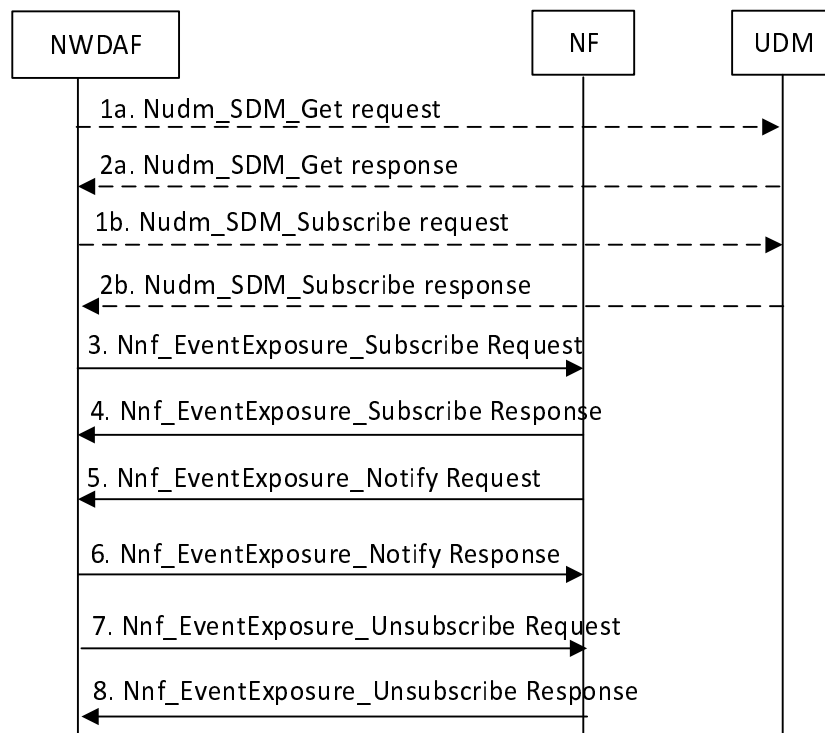 NWDAF
NF
UDM
1a. Nudm_SDM_Get request
2a. Nudm_SDM_Get response
1b. Nudm_SDM_Subscribe request
2b. Nudm_SDM_Subscribe response
3. Nnf_EventExposure_Subscribe Request
4. Nnf_EventExposure_Subscribe Response
5. Nnf_EventExposure_Notify Request
6. Nnf_EventExposure_Notify Response
7. Nnf_EventExposure_Unsubscribe Request
8. Nnf_EventExposure_Unsubscribe Response